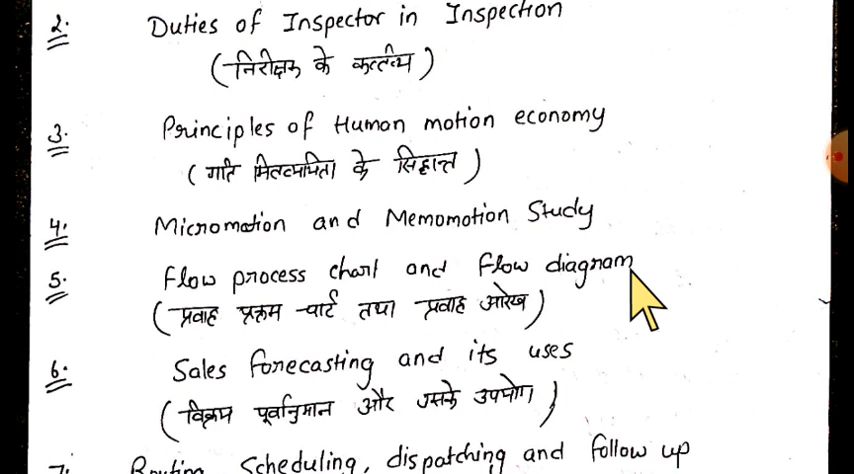 2. Duties of Inspector in Inspection
(निरीक्षक के कर्त्तव्य)
3. Principles of Human motion economy
(गति मितव्ययिता के सिद्धान्त)
4. Micromotion and Memomotion Study
5. Flow process chart and flow diagram
(प्रवाह प्रक्रम चार्ट तथा प्रवाह आरेख)
6. Sales forecasting and its uses
(विक्रय पूर्वानुमान और उसके उपयोग)
7. Routing, Scheduling, dispatching and follow up